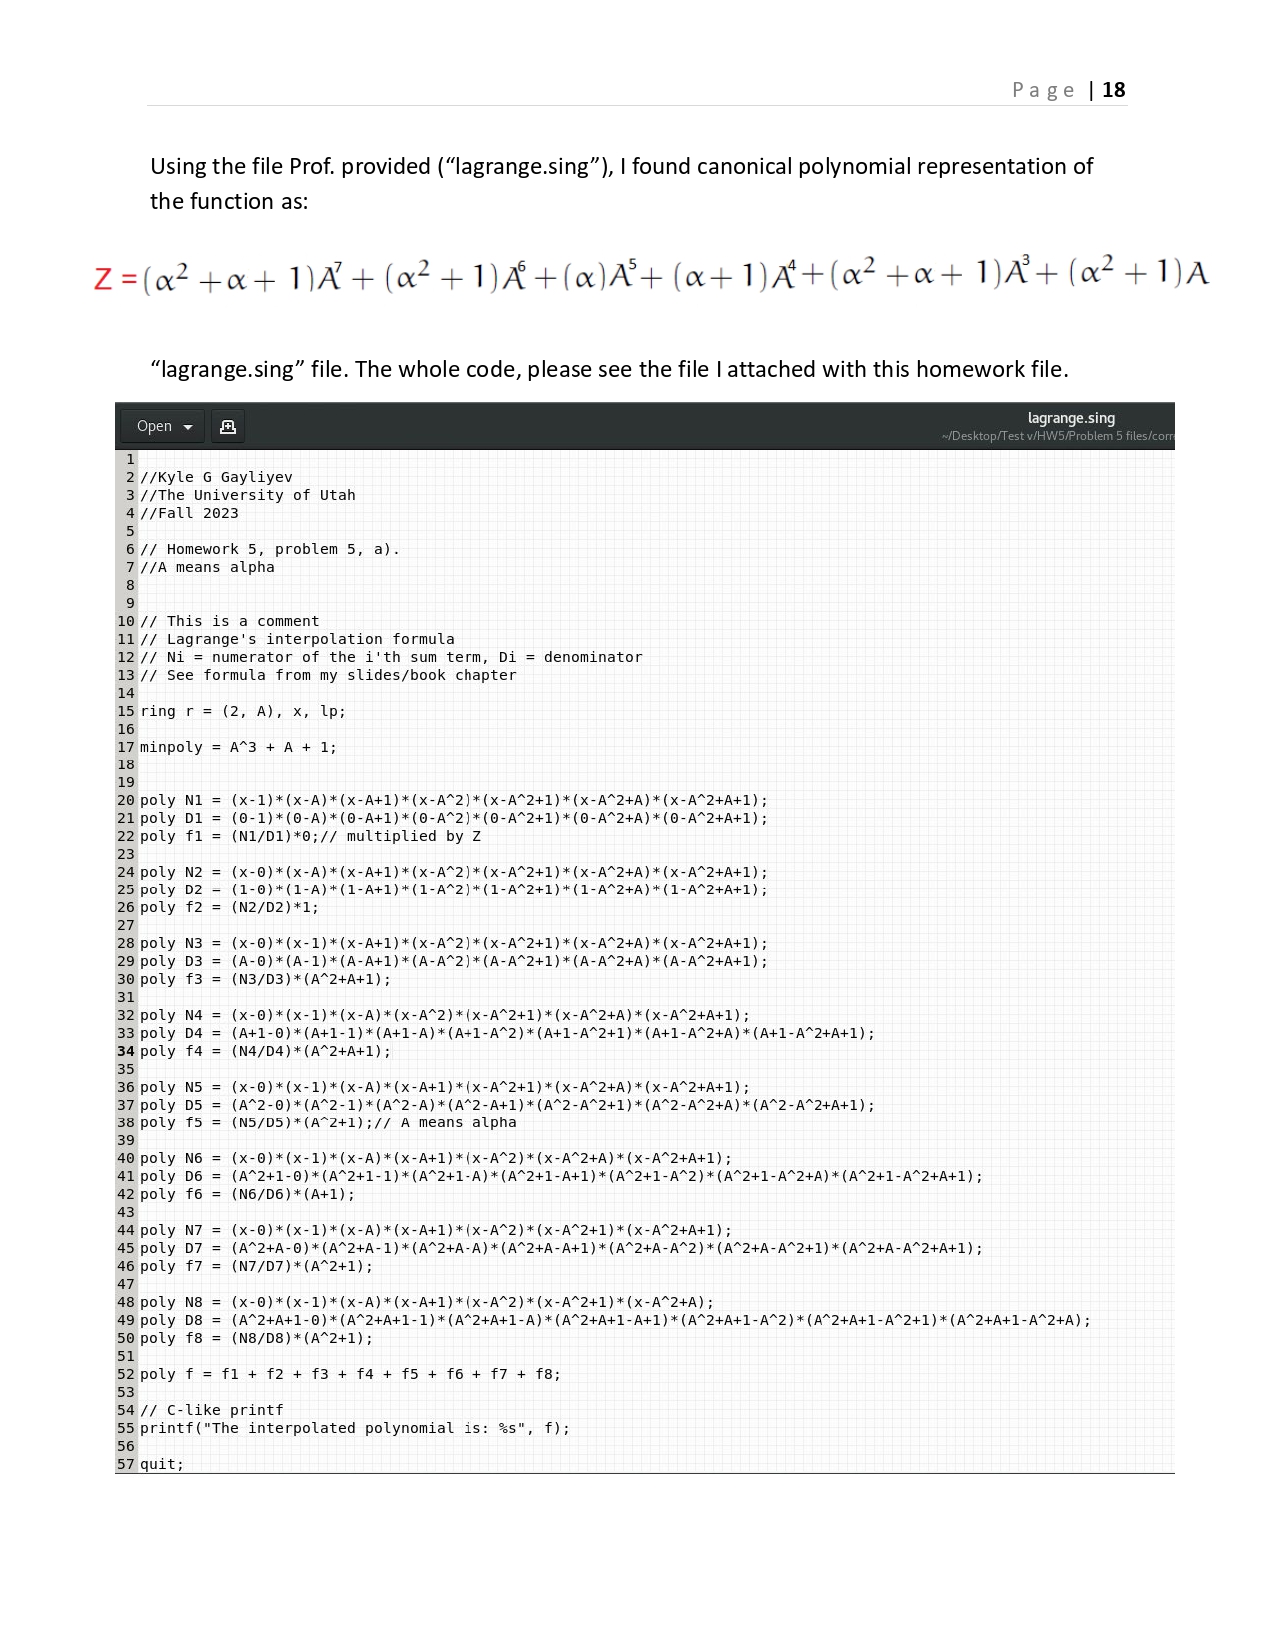 Page | 18
Using the file Prof. provided (“lagrange.sing”), I found canonical polynomial representation of
the function as:
Z = (α² + α + 1)A⁷ + (α² + 1)A⁶ + (α)A⁵ + (α + 1)A⁴ + (α² + α + 1)A³ + (α² + 1)A
“lagrange.sing” file. The whole code, please see the file I attached with this homework file.
Open
lagrange.sing
~/Desktop/Test v/HW5/Problem 5 files/corr
1
2 //Kyle G Gayliyev
3 //The University of Utah
4 //Fall 2023
5
6 // Homework 5, problem 5, a).
7 //A means alpha
8
9
10 // This is a comment
11 // Lagrange's interpolation formula
12 // Ni = numerator of the i'th sum term, Di = denominator
13 // See formula from my slides/book chapter
14
15 ring r = (2, A), x, lp;
16
17 minpoly = A^3 + A + 1;
18
19
20 poly N1 = (x-1)*(x-A)*(x-A+1)*(x-A^2)*(x-A^2+1)*(x-A^2+A)*(x-A^2+A+1);
21 poly D1 = (0-1)*(0-A)*(0-A+1)*(0-A^2)*(0-A^2+1)*(0-A^2+A)*(0-A^2+A+1);
22 poly f1 = (N1/D1)*0;// multiplied by Z
23
24 poly N2 = (x-0)*(x-A)*(x-A+1)*(x-A^2)*(x-A^2+1)*(x-A^2+A)*(x-A^2+A+1);
25 poly D2 = (1-0)*(1-A)*(1-A+1)*(1-A^2)*(1-A^2+1)*(1-A^2+A)*(1-A^2+A+1);
26 poly f2 = (N2/D2)*1;
27
28 poly N3 = (x-0)*(x-1)*(x-A+1)*(x-A^2)*(x-A^2+1)*(x-A^2+A)*(x-A^2+A+1);
29 poly D3 = (A-0)*(A-1)*(A-A+1)*(A-A^2)*(A-A^2+1)*(A-A^2+A)*(A-A^2+A+1);
30 poly f3 = (N3/D3)*(A^2+A+1);
31
32 poly N4 = (x-0)*(x-1)*(x-A)*(x-A^2)*(x-A^2+1)*(x-A^2+A)*(x-A^2+A+1);
33 poly D4 = (A+1-0)*(A+1-1)*(A+1-A)*(A+1-A^2)*(A+1-A^2+1)*(A+1-A^2+A)*(A+1-A^2+A+1);
34 poly f4 = (N4/D4)*(A^2+A+1);
35
36 poly N5 = (x-0)*(x-1)*(x-A)*(x-A+1)*(x-A^2+1)*(x-A^2+A)*(x-A^2+A+1);
37 poly D5 = (A^2-0)*(A^2-1)*(A^2-A)*(A^2-A+1)*(A^2-A^2+1)*(A^2-A^2+A)*(A^2-A^2+A+1);
38 poly f5 = (N5/D5)*(A^2+1);// A means alpha
39
40 poly N6 = (x-0)*(x-1)*(x-A)*(x-A+1)*(x-A^2)*(x-A^2+A)*(x-A^2+A+1);
41 poly D6 = (A^2+1-0)*(A^2+1-1)*(A^2+1-A)*(A^2+1-A+1)*(A^2+1-A^2)*(A^2+1-A^2+A)*(A^2+1-A^2+A+1);
42 poly f6 = (N6/D6)*(A+1);
43
44 poly N7 = (x-0)*(x-1)*(x-A)*(x-A+1)*(x-A^2)*(x-A^2+1)*(x-A^2+A+1);
45 poly D7 = (A^2+A-0)*(A^2+A-1)*(A^2+A-A)*(A^2+A-A+1)*(A^2+A-A^2)*(A^2+A-A^2+1)*(A^2+A-A^2+A+1);
46 poly f7 = (N7/D7)*(A^2+1);
47
48 poly N8 = (x-0)*(x-1)*(x-A)*(x-A+1)*(x-A^2)*(x-A^2+1)*(x-A^2+A);
49 poly D8 = (A^2+A+1-0)*(A^2+A+1-1)*(A^2+A+1-A)*(A^2+A+1-A+1)*(A^2+A+1-A^2)*(A^2+A+1-A^2+1)*(A^2+A+1-A^2+A);
50 poly f8 = (N8/D8)*(A^2+1);
51
52 poly f = f1 + f2 + f3 + f4 + f5 + f6 + f7 + f8;
53
54 // C-like printf
55 printf("The interpolated polynomial is: %s", f);
56
57 quit;